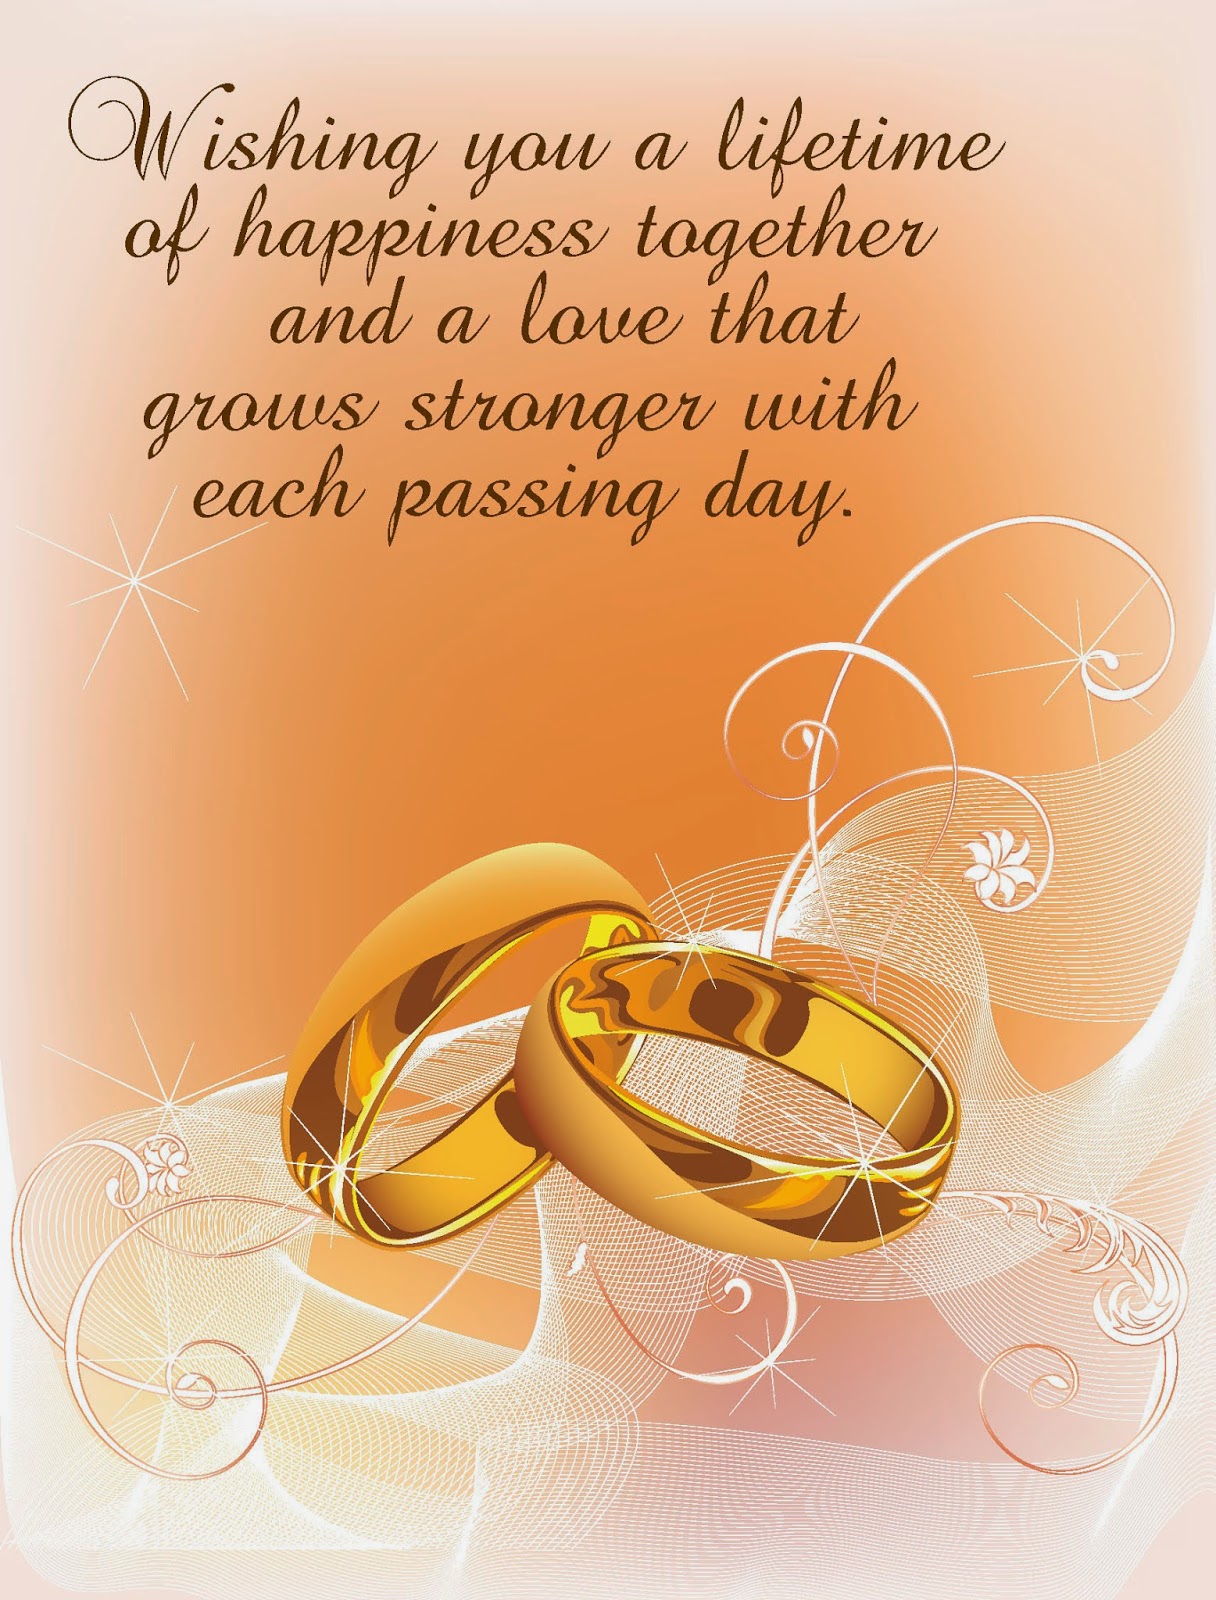 Wishing you a lifetime
of happiness together
and a love that
grows stronger with
each passing day.